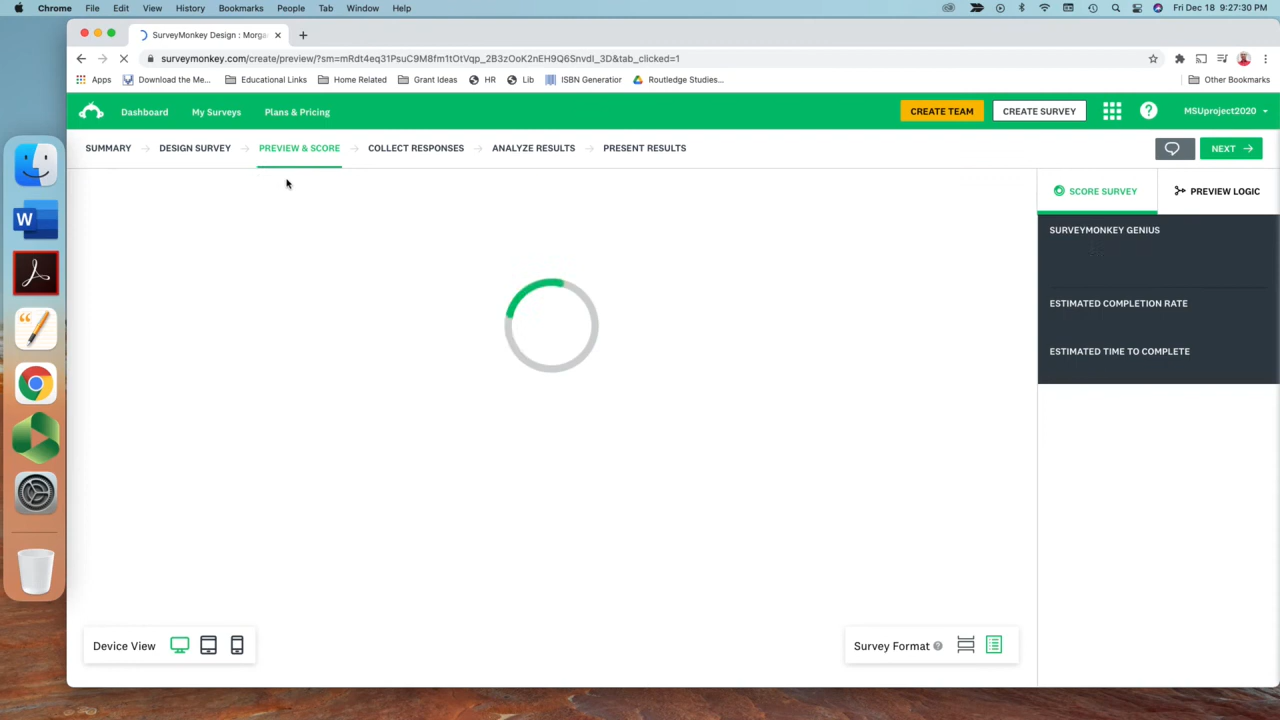 Chrome File Edit View History Bookmarks People Tab Window Help Fri Dec 18 9:27:30 PM
SurveyMonkey Design : Morga
surveymonkey.com/create/preview/?sm=mRdt4eq31PsuC9M8fm1tOtVqp_2B3zOoK2nEH9Q6SnvdI_3D&tab_clicked=1
Apps Download the Me... Educational Links Home Related Grant Ideas HR Lib ISBN Generatior Routledge Studies... Other Bookmarks
Dashboard My Surveys Plans & Pricing CREATE TEAM CREATE SURVEY ? MSUproject2020
SUMMARY DESIGN SURVEY PREVIEW & SCORE COLLECT RESPONSES ANALYZE RESULTS PRESENT RESULTS NEXT
SCORE SURVEY PREVIEW LOGIC
SURVEYMONKEY GENIUS
ESTIMATED COMPLETION RATE
ESTIMATED TIME TO COMPLETE
Device View Survey Format ?